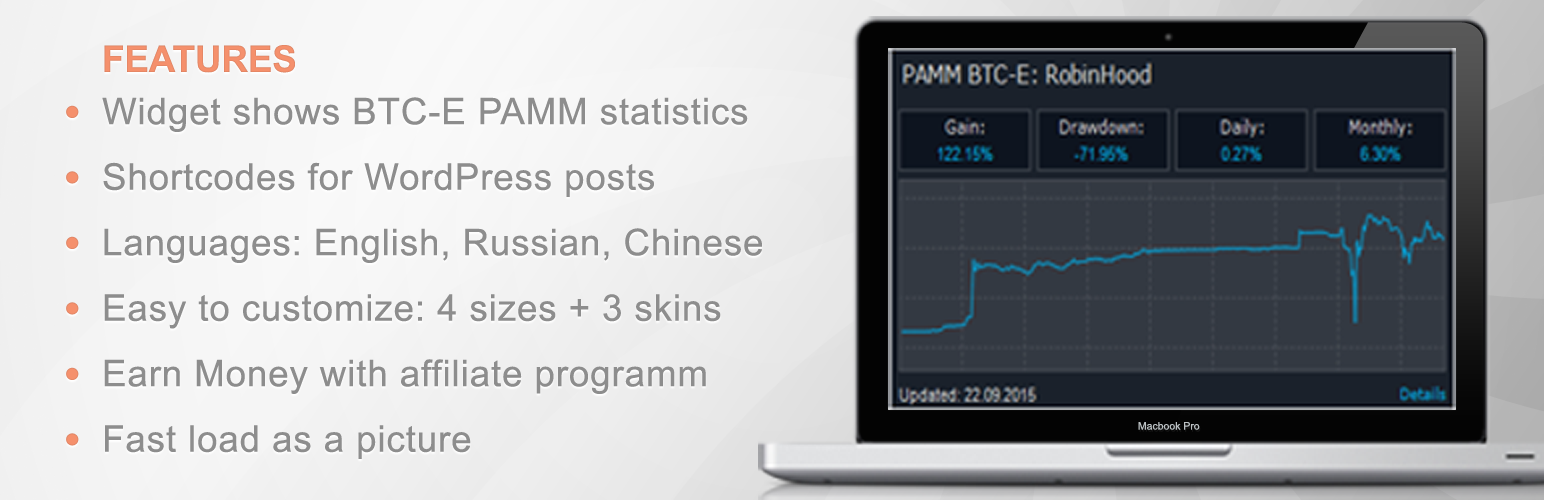 FEATURES
Widget shows BTC-E PAMM statistics
Shortcodes for WordPress posts
Languages: English, Russian, Chinese
Easy to customize: 4 sizes + 3 skins
Earn Money with affiliate programm
Fast load as a picture
PAMM BTC-E: RobinHood
Gain: Drawdown: Daily: Monthly:
122.15% -71.95% 0.27% 6.30%
Updated: 22.09.2015 Details
Macbook Pro